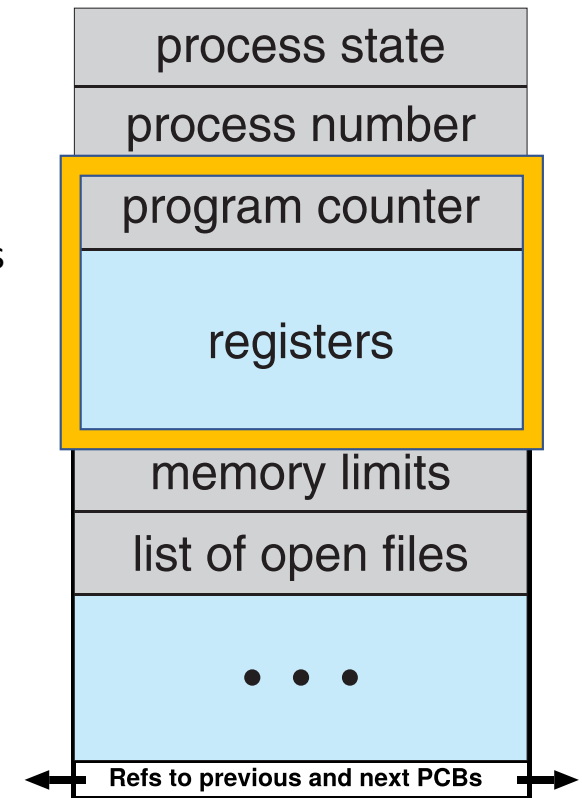 process state
process number
program counter
s
registers
memory limits
list of open files
• • •
Refs to previous and next PCBs